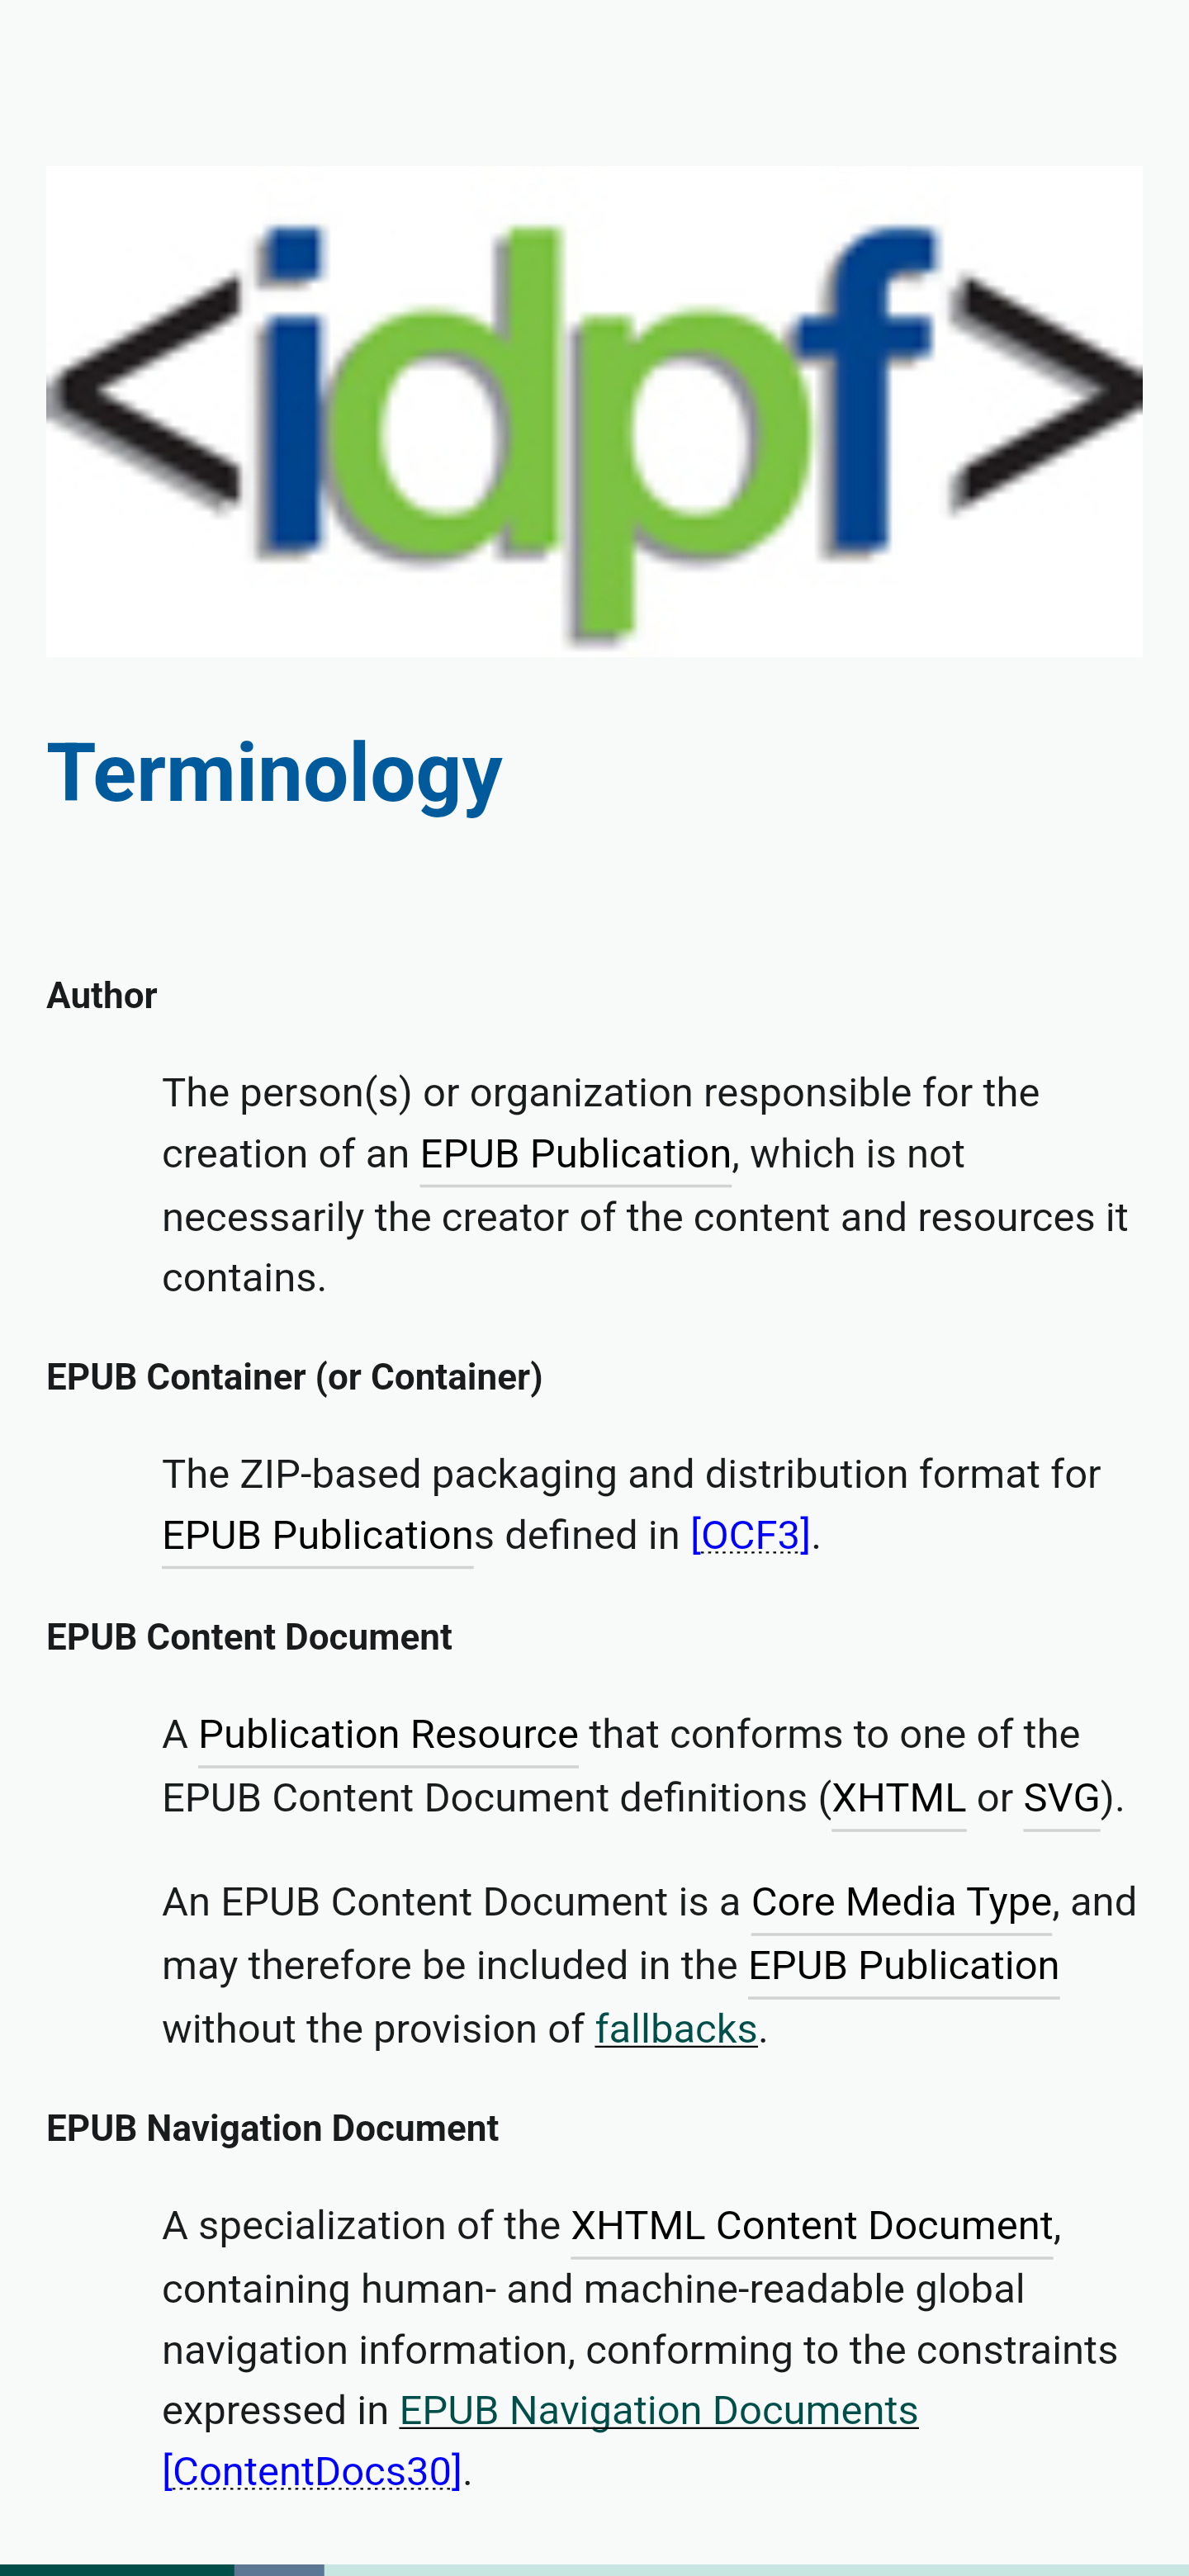 <idpf>
Terminology
Author
The person(s) or organization responsible for the
creation of an EPUB Publication, which is not
necessarily the creator of the content and resources it
contains.
EPUB Container (or Container)
The ZIP-based packaging and distribution format for
EPUB Publications defined in [OCF3].
EPUB Content Document
A Publication Resource that conforms to one of the
EPUB Content Document definitions (XHTML or SVG).
An EPUB Content Document is a Core Media Type, and
may therefore be included in the EPUB Publication
without the provision of fallbacks.
EPUB Navigation Document
A specialization of the XHTML Content Document,
containing human- and machine-readable global
navigation information, conforming to the constraints
expressed in EPUB Navigation Documents
[ContentDocs30].